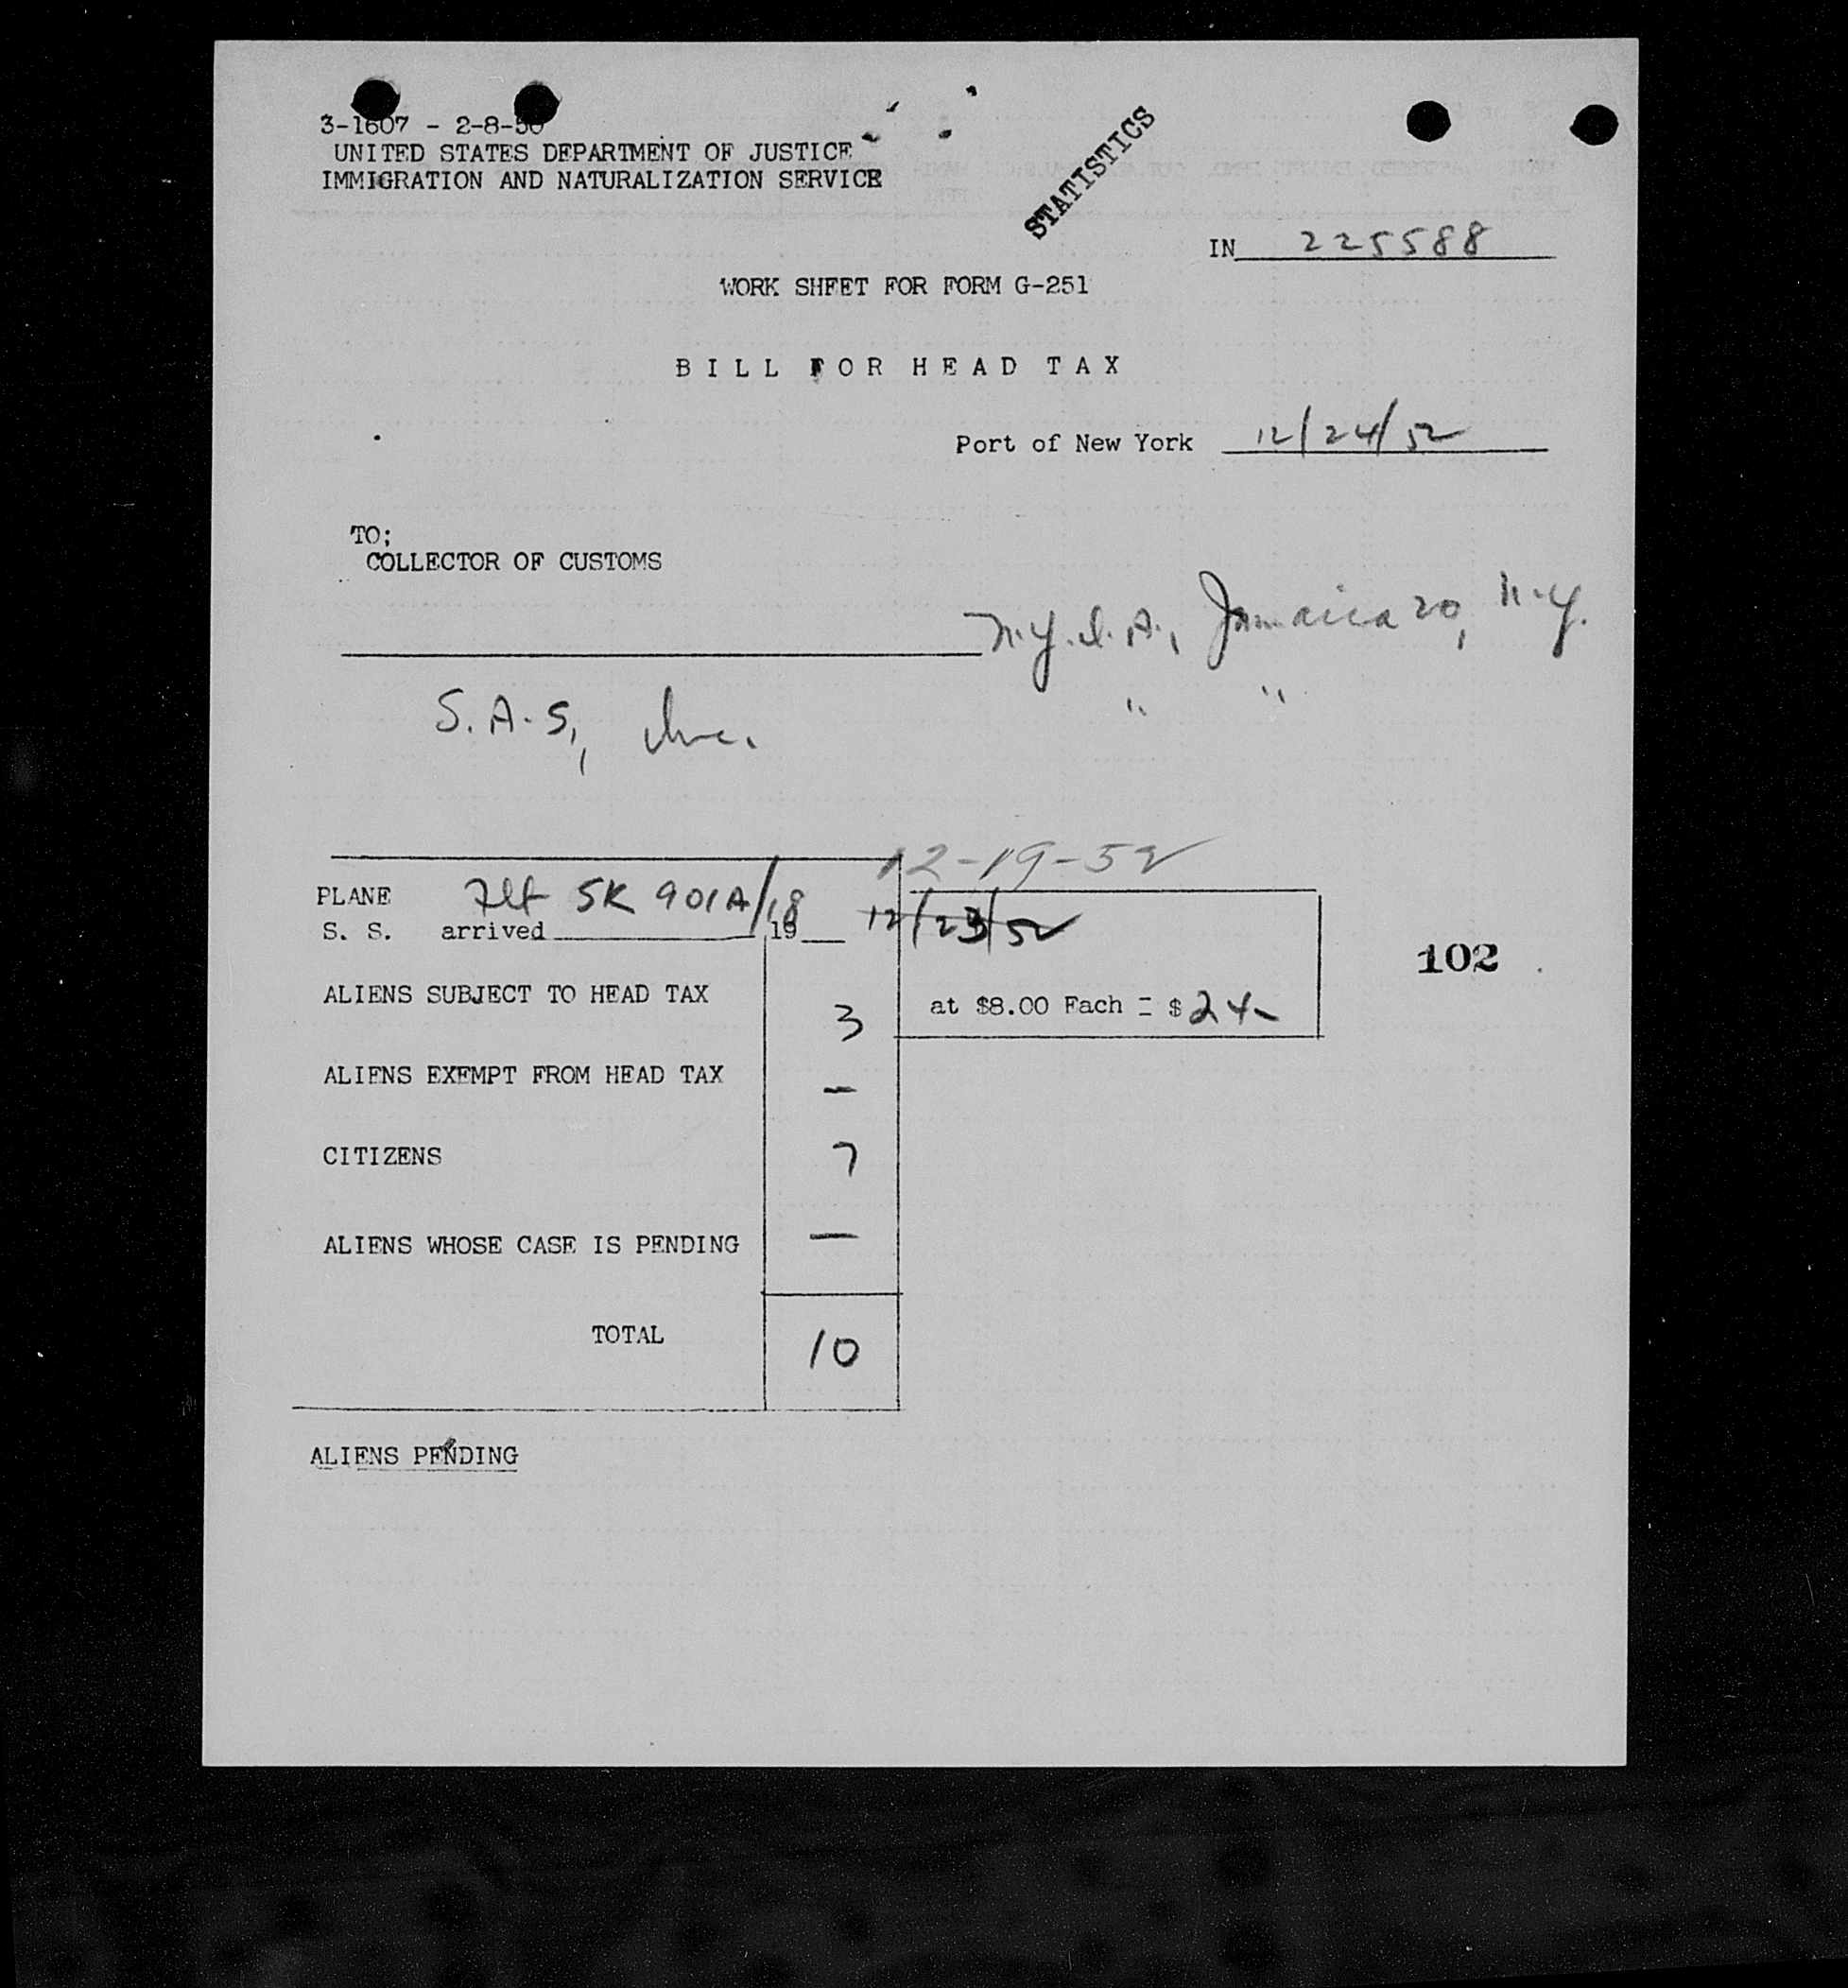 3-1607 - 2-8-50
UNITED STATES DEPARTMENT OF JUSTICE
IMMIGRATION AND NATURALIZATION SERVICE
STATISTICS
IN 225588
WORK SHEET FOR FORM G-251
BILL FOR HEAD TAX
Port of New York 12/24/52
TO;
COLLECTOR OF CUSTOMS
N.Y.I.A., Jamaica 20, N.Y.
S.A.S., Inc. " "
12-19-52
PLANE Flt SK 901A/18
S. S. arrived 19 12/23/52
102
ALIENS SUBJECT TO HEAD TAX 3 at $8.00 Each = $ 24-
ALIENS EXEMPT FROM HEAD TAX -
CITIZENS 7
ALIENS WHOSE CASE IS PENDING -
TOTAL 10
ALIENS PENDING